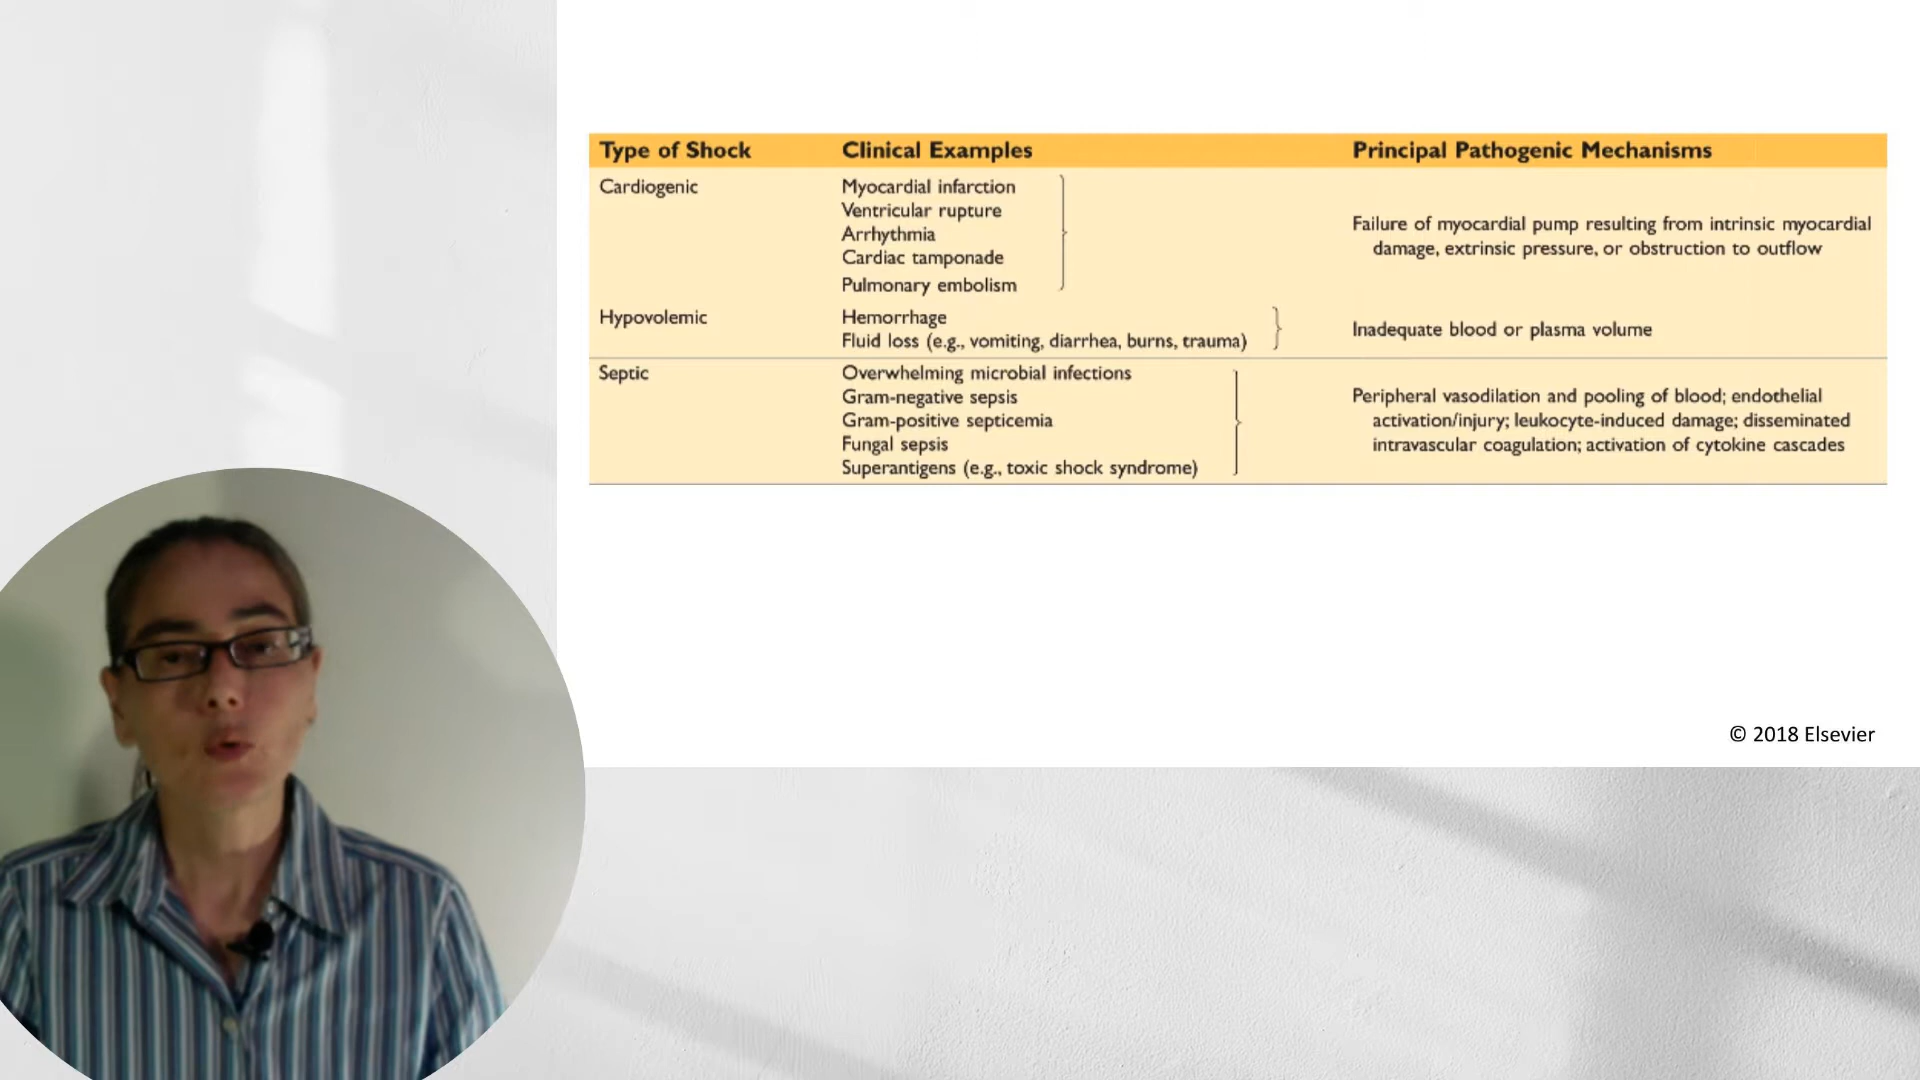 Type of Shock Clinical Examples Principal Pathogenic Mechanisms
Cardiogenic
Myocardial infarction
Ventricular rupture
Arrhythmia
Cardiac tamponade
Pulmonary embolism
Failure of myocardial pump resulting from intrinsic myocardial
damage, extrinsic pressure, or obstruction to outflow
Hypovolemic
Hemorrhage
Fluid loss (e.g., vomiting, diarrhea, burns, trauma)
Inadequate blood or plasma volume
Septic
Overwhelming microbial infections
Gram-negative sepsis
Gram-positive septicemia
Fungal sepsis
Superantigens (e.g., toxic shock syndrome)
Peripheral vasodilation and pooling of blood; endothelial
activation/injury; leukocyte-induced damage; disseminated
intravascular coagulation; activation of cytokine cascades
© 2018 Elsevier